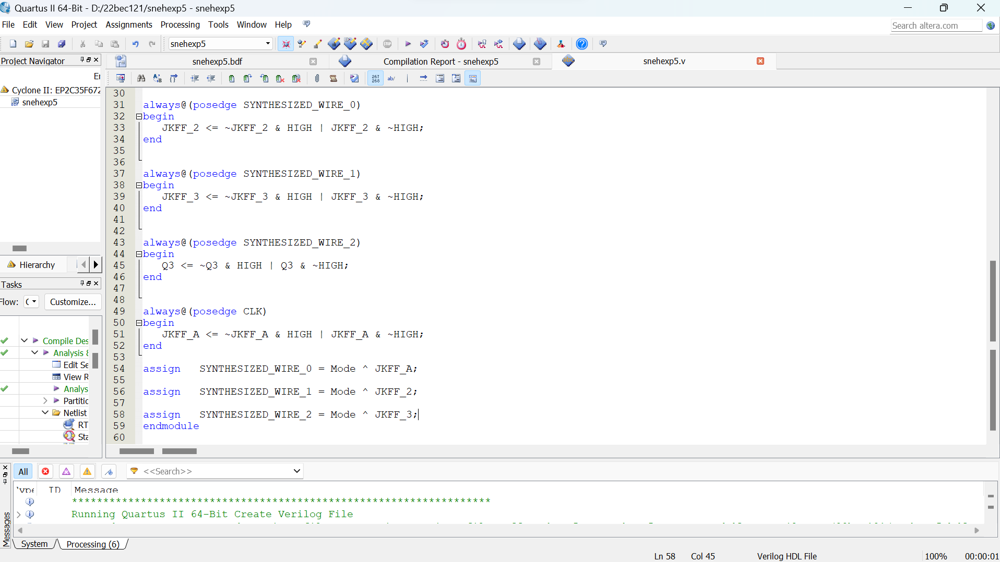 Quartus II 64-Bit - D:/22bec121/snehexp5 - snehexp5
File Edit View Project Assignments Processing Tools Window Help
Search altera.com
snehexp5
STOP
Project Navigator
snehexp5.bdf
Compilation Report - snehexp5
abc
snehexp5.v
267
268
ab/
Er
Cyclone II: EP2C35F672
snehexp5
Hierarchy
Tasks
Flow:
Customize...
Compile Des
Analysis &
Edit Se
View R
Analys
Partitic
Netlist
RT
Sta
30
31 always@(posedge SYNTHESIZED_WIRE_0)
32 begin
33 JKFF_2 <= ~JKFF_2 & HIGH | JKFF_2 & ~HIGH;
34 end
35
36
37 always@(posedge SYNTHESIZED_WIRE_1)
38 begin
39 JKFF_3 <= ~JKFF_3 & HIGH | JKFF_3 & ~HIGH;
40 end
41
42
43 always@(posedge SYNTHESIZED_WIRE_2)
44 begin
45 Q3 <= ~Q3 & HIGH | Q3 & ~HIGH;
46 end
47
48
49 always@(posedge CLK)
50 begin
51 JKFF_A <= ~JKFF_A & HIGH | JKFF_A & ~HIGH;
52 end
53
54 assign SYNTHESIZED_WIRE_0 = Mode ^ JKFF_A;
55
56 assign SYNTHESIZED_WIRE_1 = Mode ^ JKFF_2;
57
58 assign SYNTHESIZED_WIRE_2 = Mode ^ JKFF_3;
59 endmodule
60
All
<<Search>>
Type ID Message
*******************************************************************
Running Quartus II 64-Bit Create Verilog File
Messages
System Processing (6)
Ln 58 Col 45 Verilog HDL File 100% 00:00:01